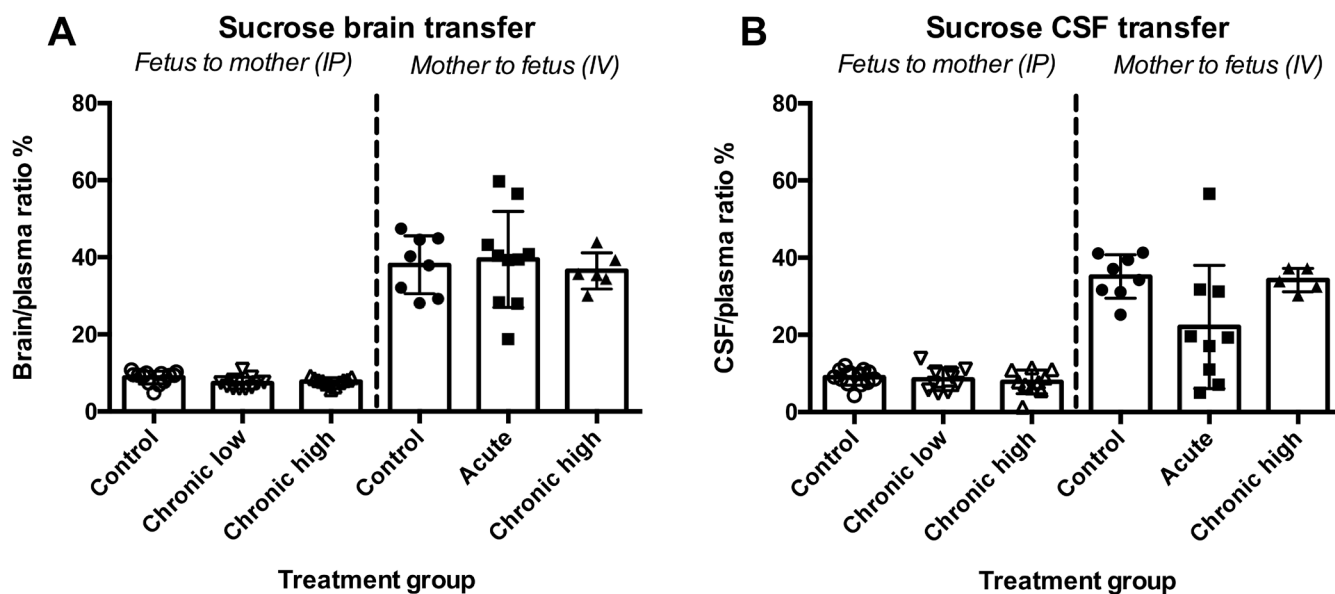 A
Sucrose brain transfer
Fetus to mother (IP)
Mother to fetus (IV)
Brain/plasma ratio %
80
60
40
20
0
Control
Chronic low
Chronic high
Control
Acute
Chronic high
Treatment group
B
Sucrose CSF transfer
Fetus to mother (IP)
Mother to fetus (IV)
CSF/plasma ratio %
80
60
40
20
0
Control
Chronic low
Chronic high
Control
Acute
Chronic high
Treatment group